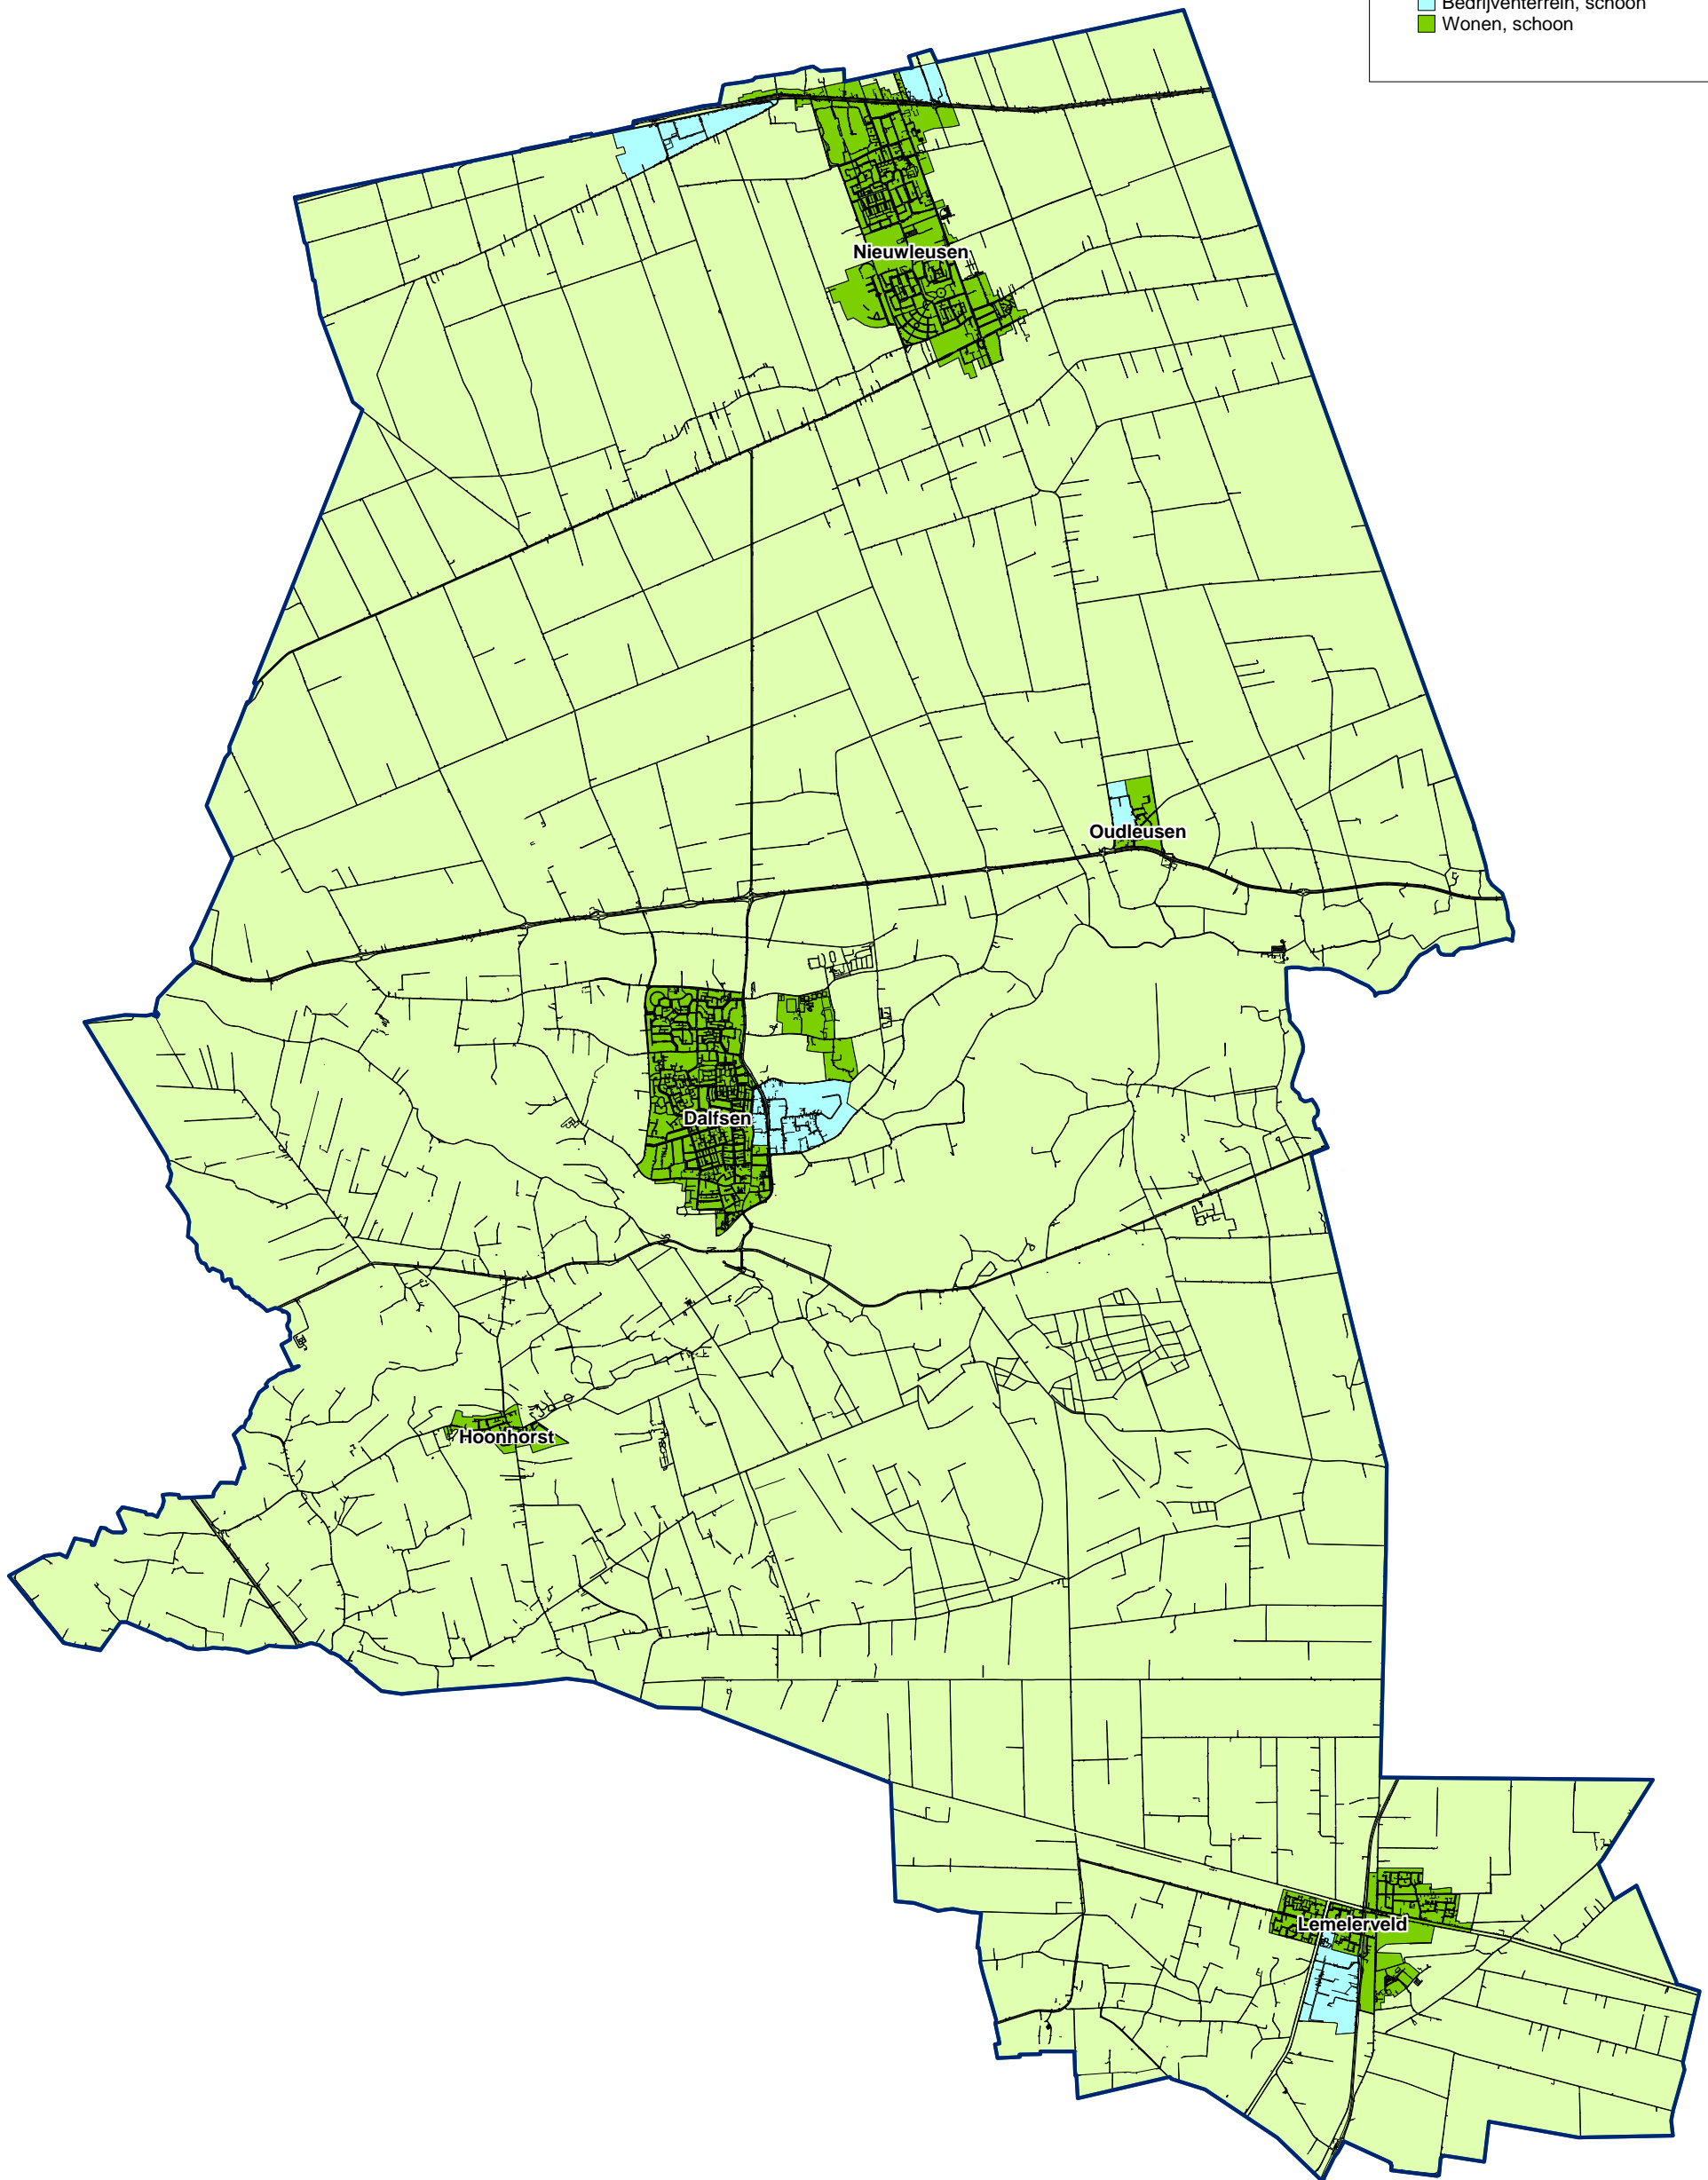 Bedrijventerrein, schoon
Wonen, schoon
Nieuwleusen
Oudleusen
Dalfsen
Hoonhorst
Lemelerveld